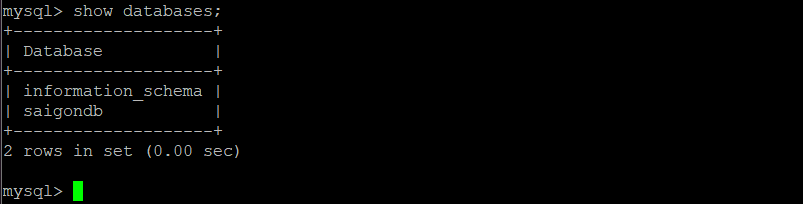 mysql> show databases;
+--------------------+
| Database           |
+--------------------+
| information_schema |
| saigondb           |
+--------------------+
2 rows in set (0.00 sec)
mysql>